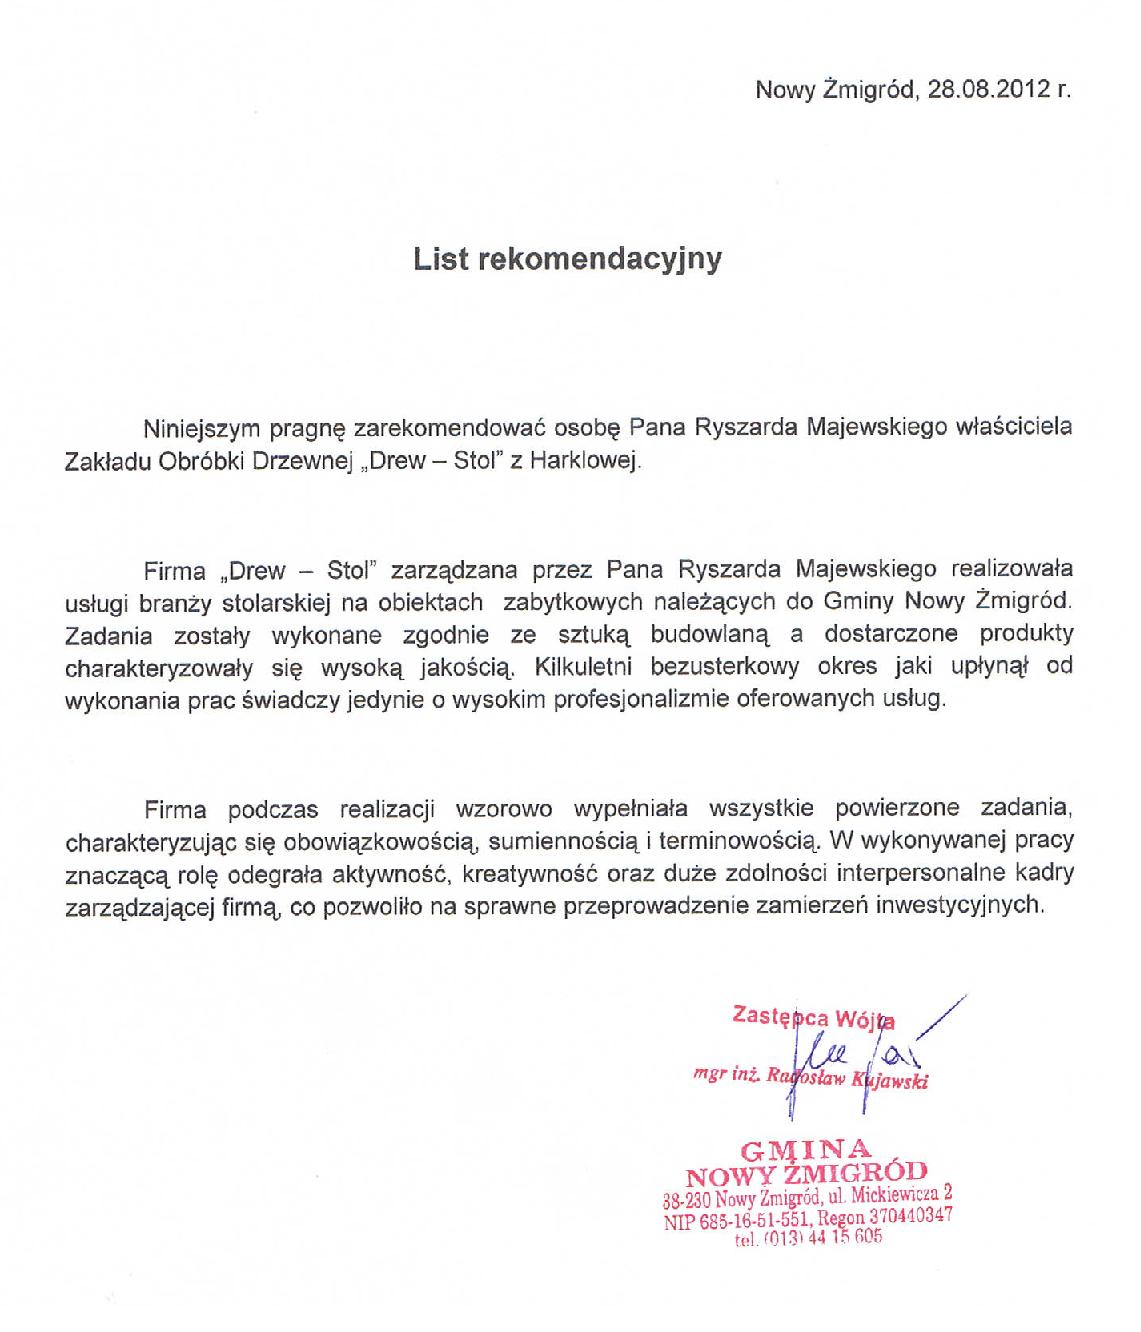 Nowy Żmigród, 28.08.2012 r.
List rekomendacyjny
Niniejszym pragnę zarekomendować osobę Pana Ryszarda Majewskiego właściciela
Zakładu Obróbki Drzewnej „Drew – Stol” z Harklowej.
Firma „Drew – Stol” zarządzana przez Pana Ryszarda Majewskiego realizowała
usługi branży stolarskiej na obiektach zabytkowych należących do Gminy Nowy Żmigród.
Zadania zostały wykonane zgodnie ze sztuką budowlaną a dostarczone produkty
charakteryzowały się wysoką jakością. Kilkuletni bezusterkowy okres jaki upłynął od
wykonania prac świadczy jedynie o wysokim profesjonalizmie oferowanych usług.
Firma podczas realizacji wzorowo wypełniała wszystkie powierzone zadania,
charakteryzując się obowiązkowością, sumiennością i terminowością. W wykonywanej pracy
znaczącą rolę odegrała aktywność, kreatywność oraz duże zdolności interpersonalne kadry
zarządzającej firmą, co pozwoliło na sprawne przeprowadzenie zamierzeń inwestycyjnych.
Zastępca Wójta
mgr inż. Radosław Kujawski
GMINA
NOWY ŻMIGRÓD
38-230 Nowy Żmigród, ul. Mickiewicza 2
NIP 685-16-51-551, Regon 370440347
tel. (013) 44 15 605